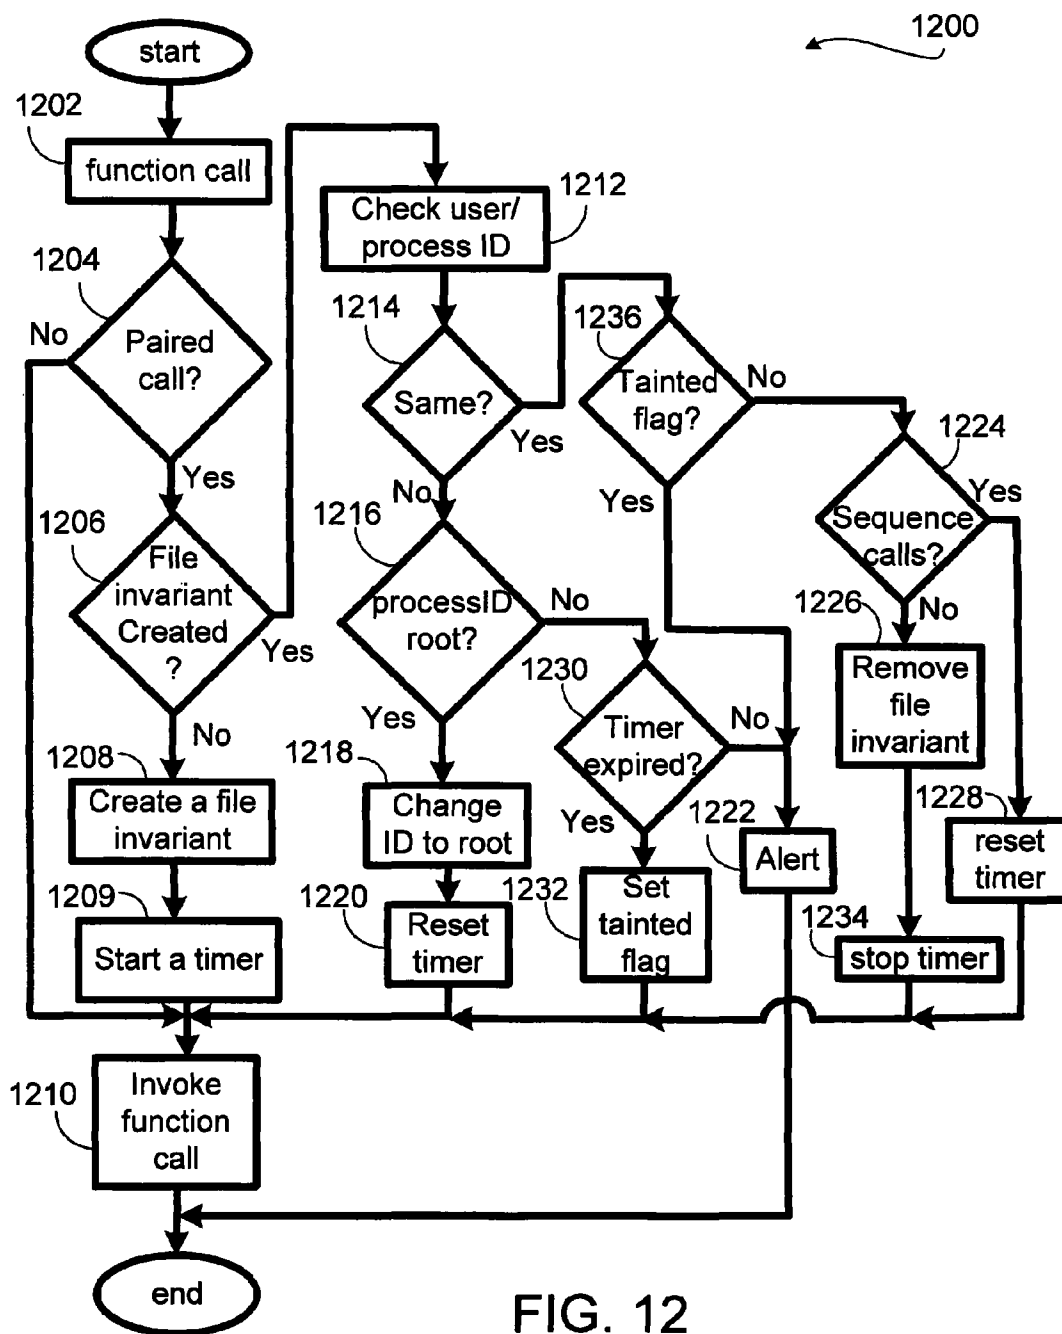 1200
start
1202
function call
1204
No
Paired
call?
Yes
1206
File
invariant
Created
?
Yes
No
1208
Create a file
invariant
1209
Start a timer
1210
Invoke
function
call
end
1212
Check user/
process ID
1214
Same?
Yes
No
1216
processID
root?
No
Yes
1218
Change
ID to root
1220
Reset
timer
1236
Tainted
flag?
No
Yes
1230
Timer
expired?
No
Yes
1222
Alert
1232
Set
tainted
flag
1224
Sequence
calls?
Yes
No
1226
Remove
file
invariant
1228
reset
timer
1234
stop timer
FIG. 12